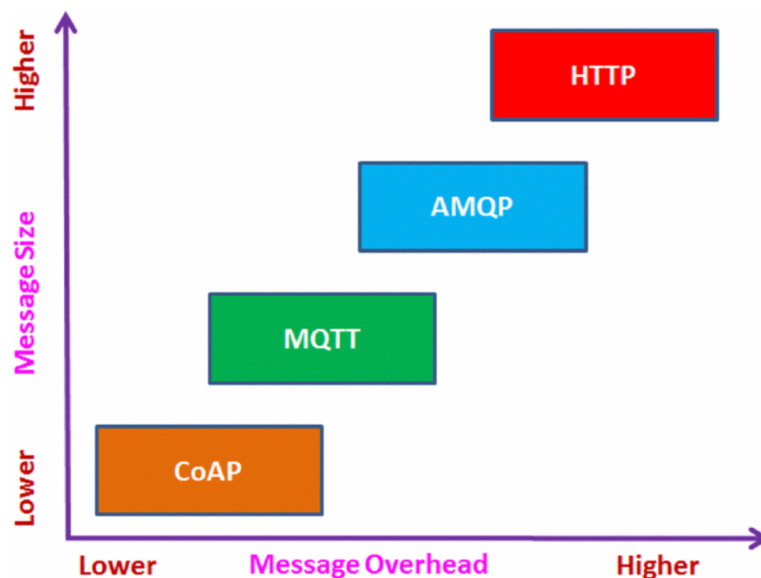 Higher
HTTP
AMQP
Message Size
MQTT
CoAP
Lower
Lower Message Overhead Higher